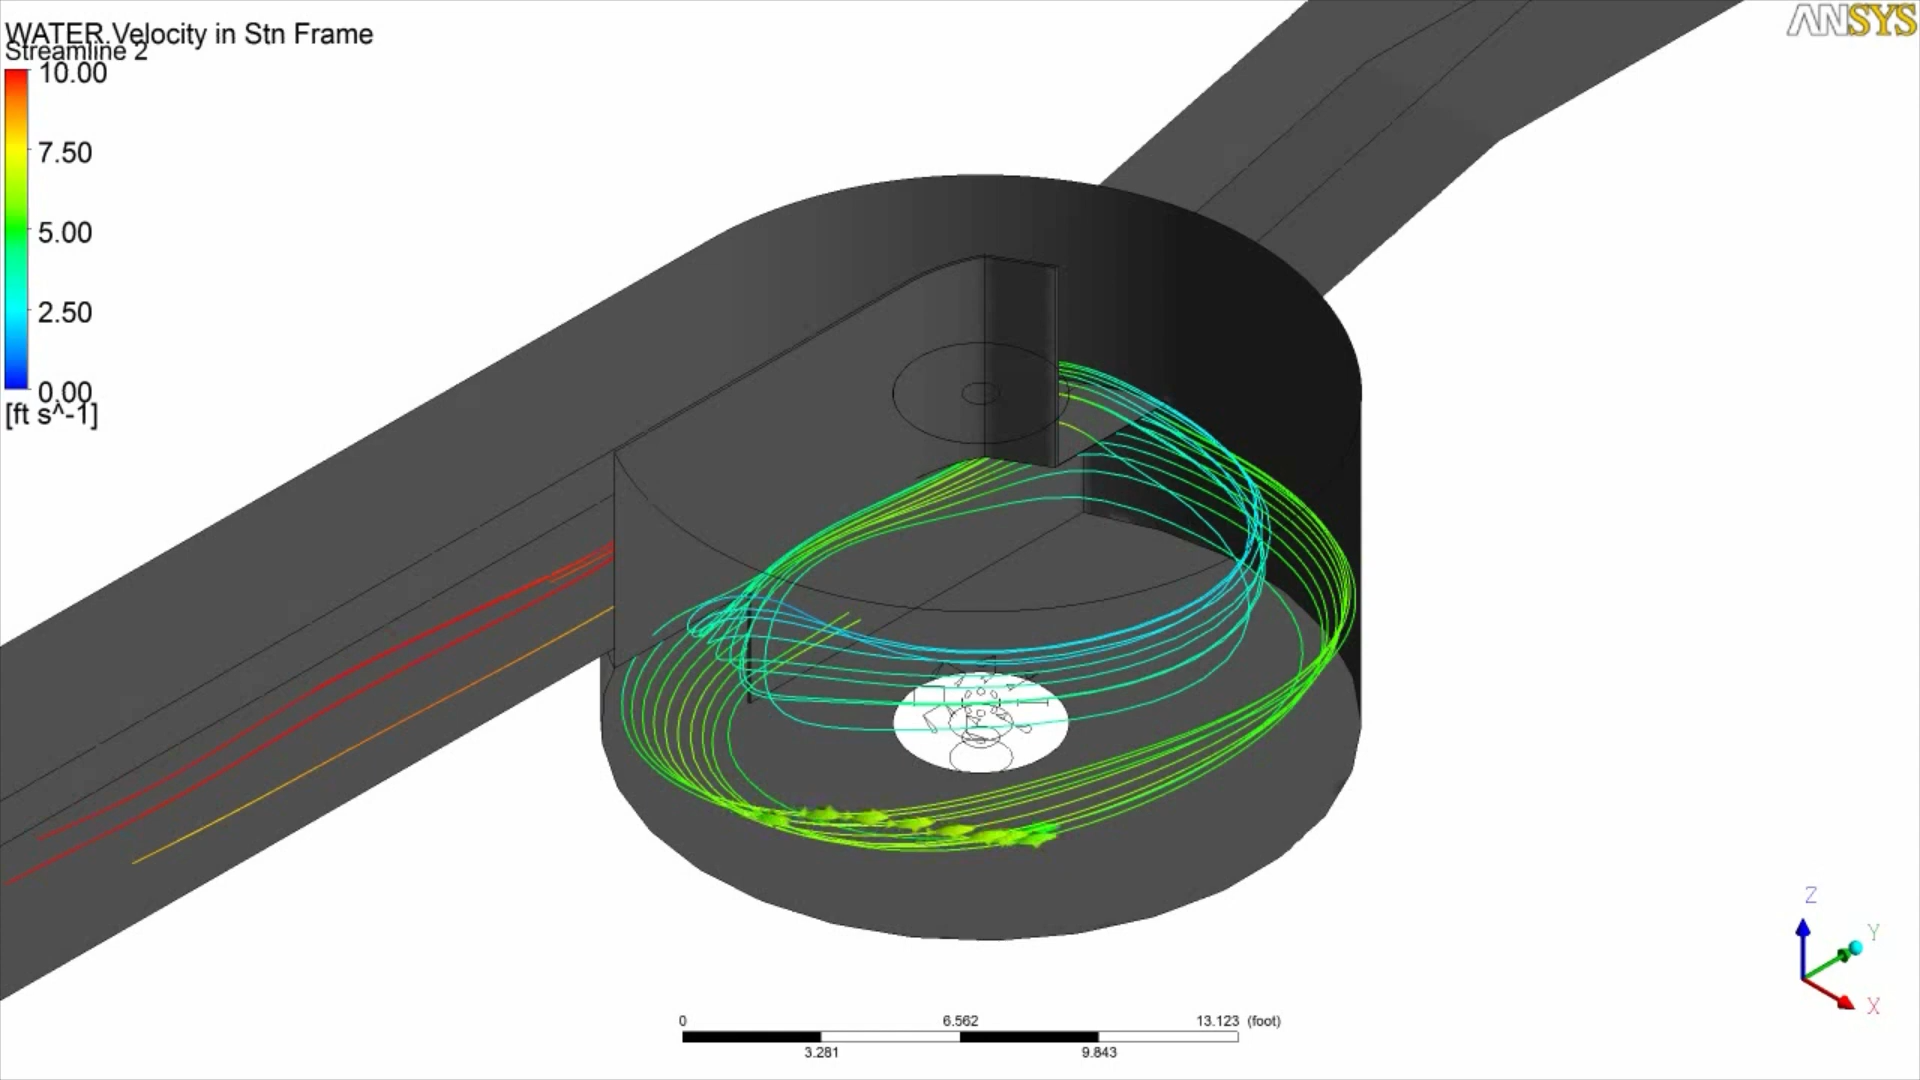 WATER.Velocity in Stn Frame
Streamline 2
10.00
7.50
5.00
2.50
0.00
[ft s^-1]
ANSYS
Z
Y
X
0 6.562 13.123 (foot)
3.281 9.843